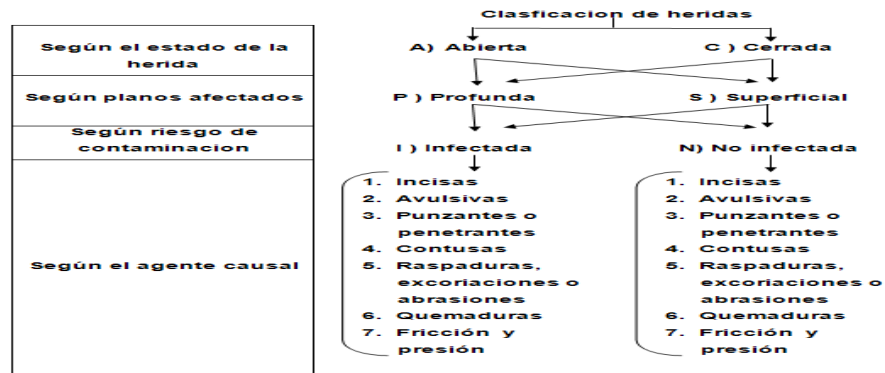 Clasficacion de heridas
Según el estado de la
herida
A) Abierta
C ) Cerrada
Según planos afectados
P ) Profunda
S ) Superficial
Según riesgo de
contaminacion
I ) Infectada
N) No infectada
Según el agente causal
1. Incisas
2. Avulsivas
3. Punzantes o
penetrantes
4. Contusas
5. Raspaduras,
excoriaciones o
abrasiones
6. Quemaduras
7. Fricción y
presión
1. Incisas
2. Avulsivas
3. Punzantes o
penetrantes
4. Contusas
5. Raspaduras,
excoriaciones o
abrasiones
6. Quemaduras
7. Fricción y
presión